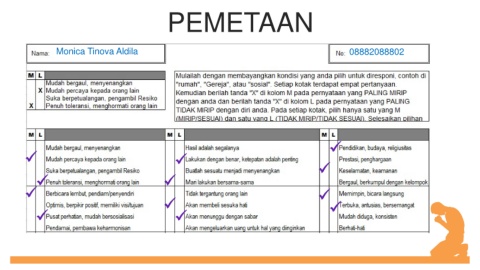 PEMETAAN
Nama: Monica Tinova Aldila
No: 08882088802
M L
Mudah bergaul, menyenangkan
X Mudah percaya kepada orang lain
Suka berpetualangan, pengambil Resiko
X Penuh toleransi, menghormati orang lain
Mulailah dengan membayangkan kondisi yang anda pilih untuk diresponi, contoh di
"rumah", "Gereja", atau "sosial". Setiap kotak terdapat empat pertanyaan.
Kemudian berilah tanda "X" di kolom M pada pernyataan yang PALING MIRIP
dengan anda dan berilah tanda "X" di kolom L pada peryataan yang PALING
TIDAK MIRIP dengan diri anda. Pada setiap kotak, pilih hanya satu yang M
(MIRIP/SESUAI) dan satu yang L (TIDAK MIRIP/TIDAK SESUAI). Selesaikan pilihan
M L
Mudah bergaul, menyenangkan
Mudah percaya kepada orang lain
Suka berpetualangan, pengambil Resiko
Penuh toleransi, menghormati orang lain
Berbicara lembut, pendiam/penyendiri
Optimis, berpikir positif, memiliki visi/tujuan
Pusat perhatan, mudah bersosialisasi
Pendamai, pembawa keharmonisan
M L
Hasil adalah segalanya
Lakukan dengan benar, ketepatan adalah penting
Buatlah sesuatu menjadi menyenangkan
Mari lakukan bersama-sama
Tidak tergantung orang lain
Akan membeli sesuka hati
Akan menunggu dengan sabar
Akan mengeluarkan uang untuk hal yang diinginkan
M L
Pendidikan, budaya, religiusitas
Prestasi, penghargaan
Keselamatan, keamanan
Bergaul, berkumpul dengan kelompok
Memimpin, bicara langsung
Terbuka, antusias, bersemangat
Mudah diduga, konsisten
Berhati-hati